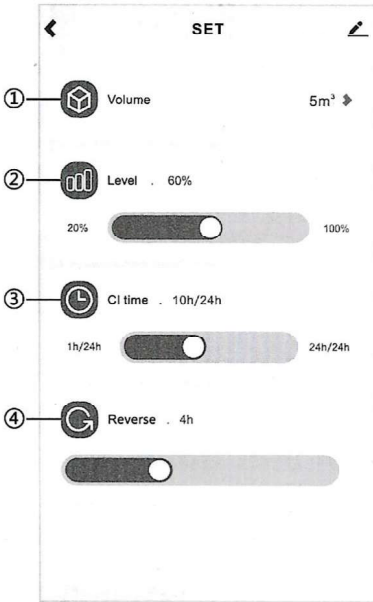 SET
① Volume 5m³
② Level . 60%
20% 100%
③ Cl time . 10h/24h
1h/24h 24h/24h
④ Reverse . 4h